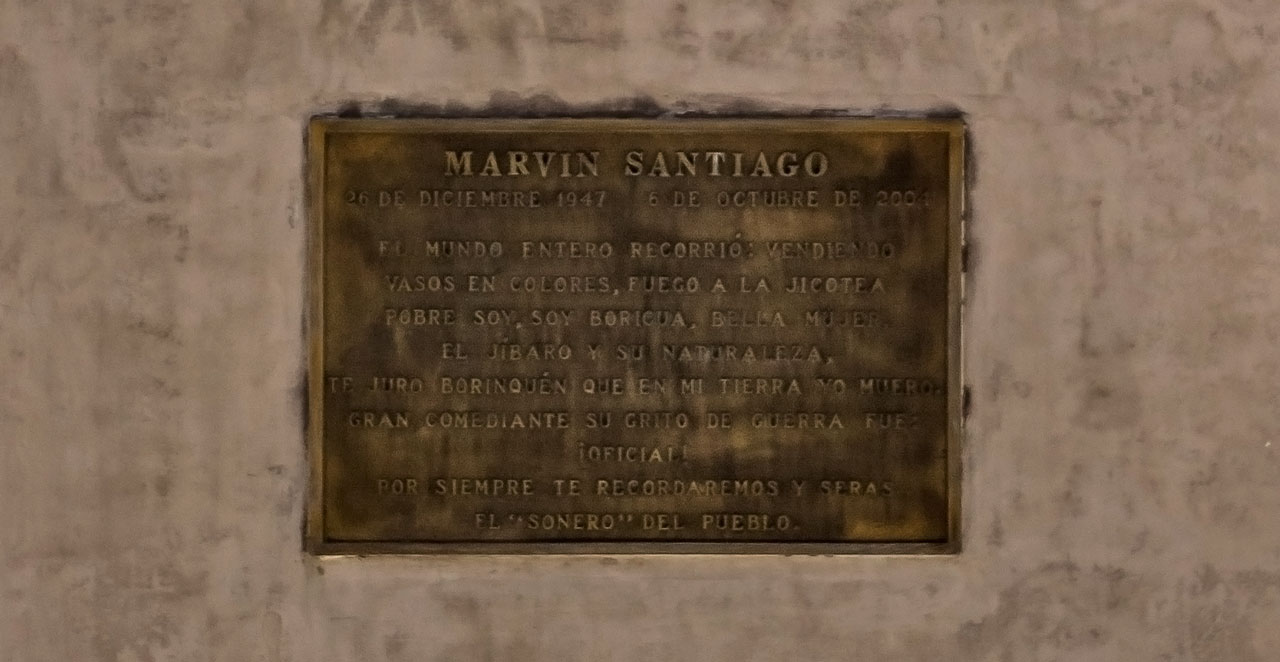 MARVIN SANTIAGO
26 DE DICIEMBRE 1947 6 DE OCTUBRE DE 2004
EL MUNDO ENTERO RECORRIÓ: VENDIENDO
VASOS EN COLORES, FUEGO A LA JICOTEA
POBRE SOY, SOY BORICUA, BELLA MUJER,
EL JÍBARO Y SU NATURALEZA,
TE JURO BORINQUÉN QUE EN MI TIERRA YO MUERO.
GRAN COMEDIANTE SU GRITO DE GUERRA FUE:
¡OFICIAL!
POR SIEMPRE TE RECORDAREMOS Y SERAS
EL "SONERO" DEL PUEBLO.